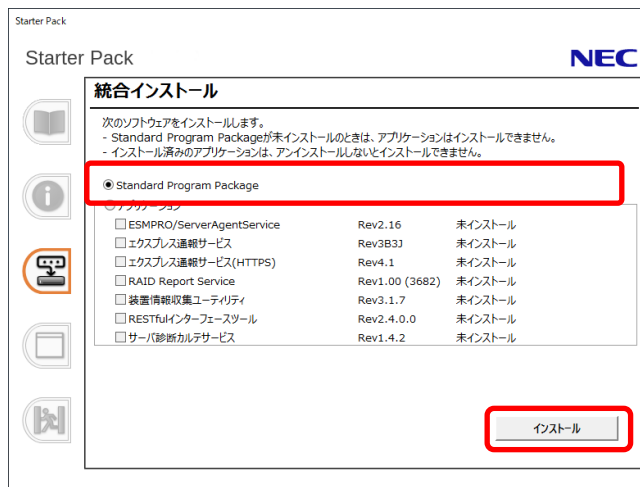 Starter Pack
Starter Pack
NEC
統合インストール
次のソフトウェアをインストールします。
- Standard Program Packageが未インストールのときは、アプリケーションはインストールできません。
- インストール済みのアプリケーションは、アンインストールしないとインストールできません。
Standard Program Package
アプリケーション
ESMPRO/ServerAgentService Rev2.16 未インストール
エクスプレス通報サービス Rev3B3J 未インストール
エクスプレス通報サービス(HTTPS) Rev4.1 未インストール
RAID Report Service Rev1.00 (3682) 未インストール
装置情報収集ユーティリティ Rev3.1.7 未インストール
RESTfulインターフェースツール Rev2.4.0.0 未インストール
サーバ診断カルテサービス Rev1.4.2 未インストール
インストール